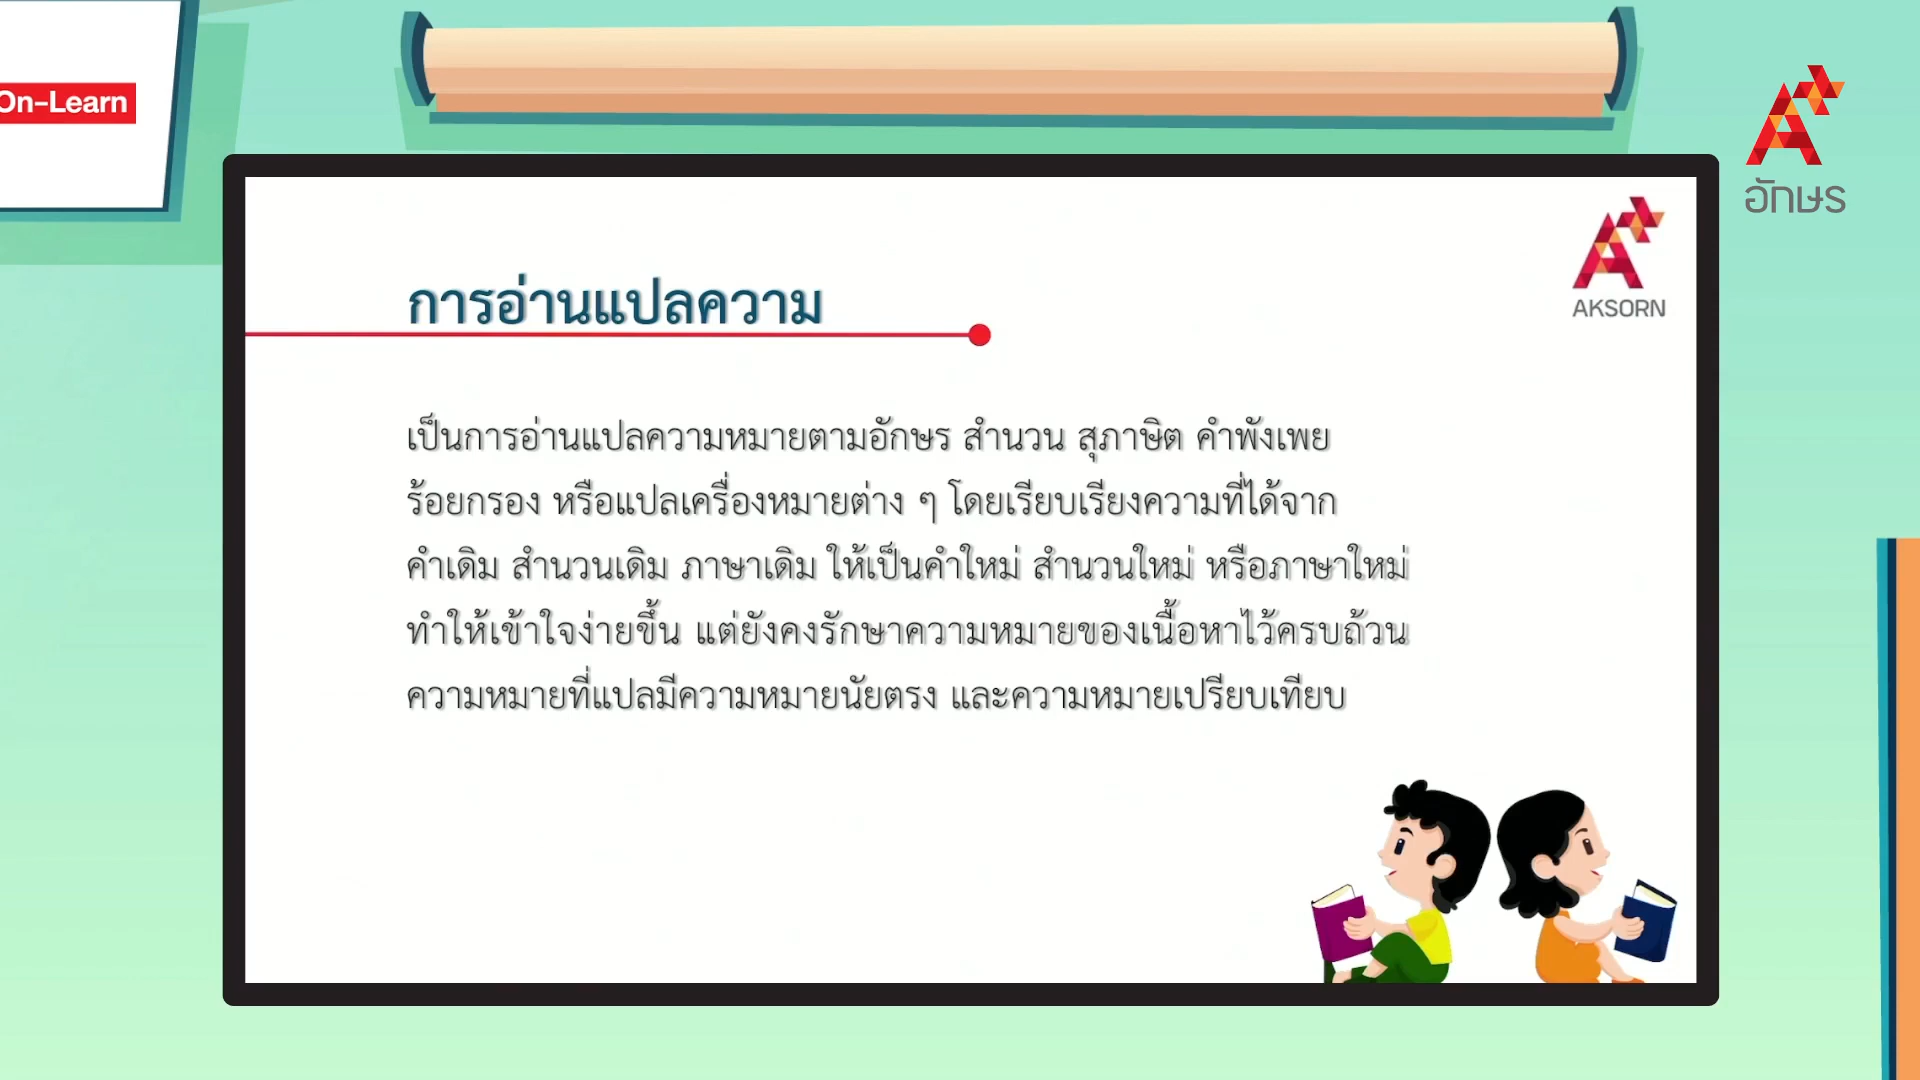 On-Learn
อักษร
AKSORN
การอ่านแปลความ
เป็นการอ่านแปลความหมายตามอักษร สำนวน สุภาษิต คำพังเพย
ร้อยกรอง หรือแปลเครื่องหมายต่าง ๆ โดยเรียบเรียงความที่ได้จาก
คำเดิม สำนวนเดิม ภาษาเดิม ให้เป็นคำใหม่ สำนวนใหม่ หรือภาษาใหม่
ทำให้เข้าใจง่ายขึ้น แต่ยังคงรักษาความหมายของเนื้อหาไว้ครบถ้วน
ความหมายที่แปลมีความหมายนัยตรง และความหมายเปรียบเทียบ